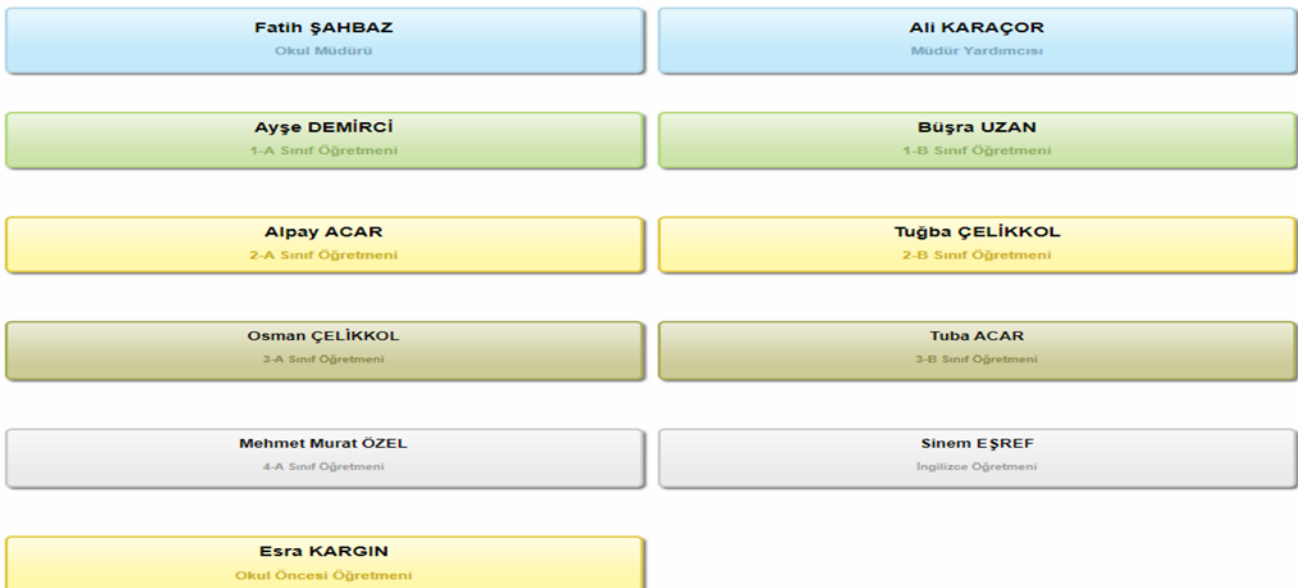 Fatih ŞAHBAZ
Okul Müdürü
Ali KARAÇOR
Müdür Yardımcısı
Ayşe DEMİRCİ
1-A Sınıf Öğretmeni
Büşra UZAN
1-B Sınıf Öğretmeni
Alpay ACAR
2-A Sınıf Öğretmeni
Tuğba ÇELİKKOL
2-B Sınıf Öğretmeni
Osman ÇELİKKOL
3-A Sınıf Öğretmeni
Tuba ACAR
3-B Sınıf Öğretmeni
Mehmet Murat ÖZEL
4-A Sınıf Öğretmeni
Sinem EŞREF
İngilizce Öğretmeni
Esra KARGIN
Okul Öncesi Öğretmeni